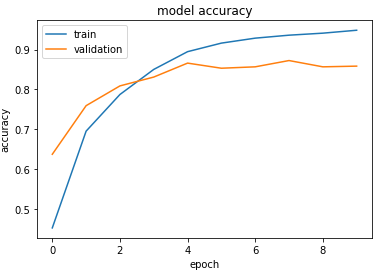 model accuracy
train
validation
accuracy
0.9
0.8
0.7
0.6
0.5
0 2 4 6 8
epoch